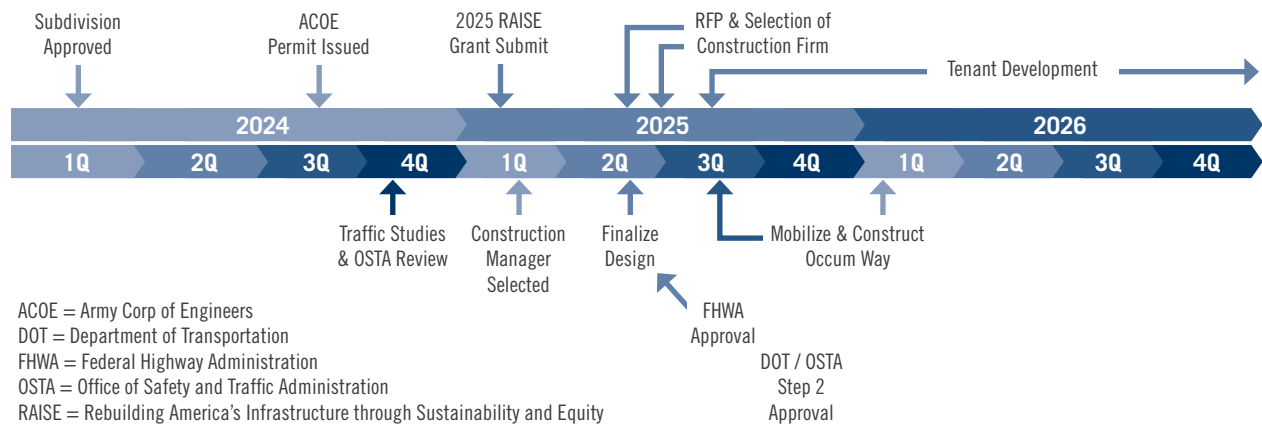 Subdivision
Approved
ACOE
Permit Issued
2025 RAISE
Grant Submit
RFP & Selection of
Construction Firm
Tenant Development
2024
2025
2026
1Q
2Q
3Q
4Q
1Q
2Q
3Q
4Q
1Q
2Q
3Q
4Q
Traffic Studies
& OSTA Review
Construction
Manager
Selected
Finalize
Design
Mobilize & Construct
Occum Way
FHWA
Approval
DOT / OSTA
Step 2
Approval
ACOE = Army Corp of Engineers
DOT = Department of Transportation
FHWA = Federal Highway Administration
OSTA = Office of Safety and Traffic Administration
RAISE = Rebuilding America's Infrastructure through Sustainability and Equity